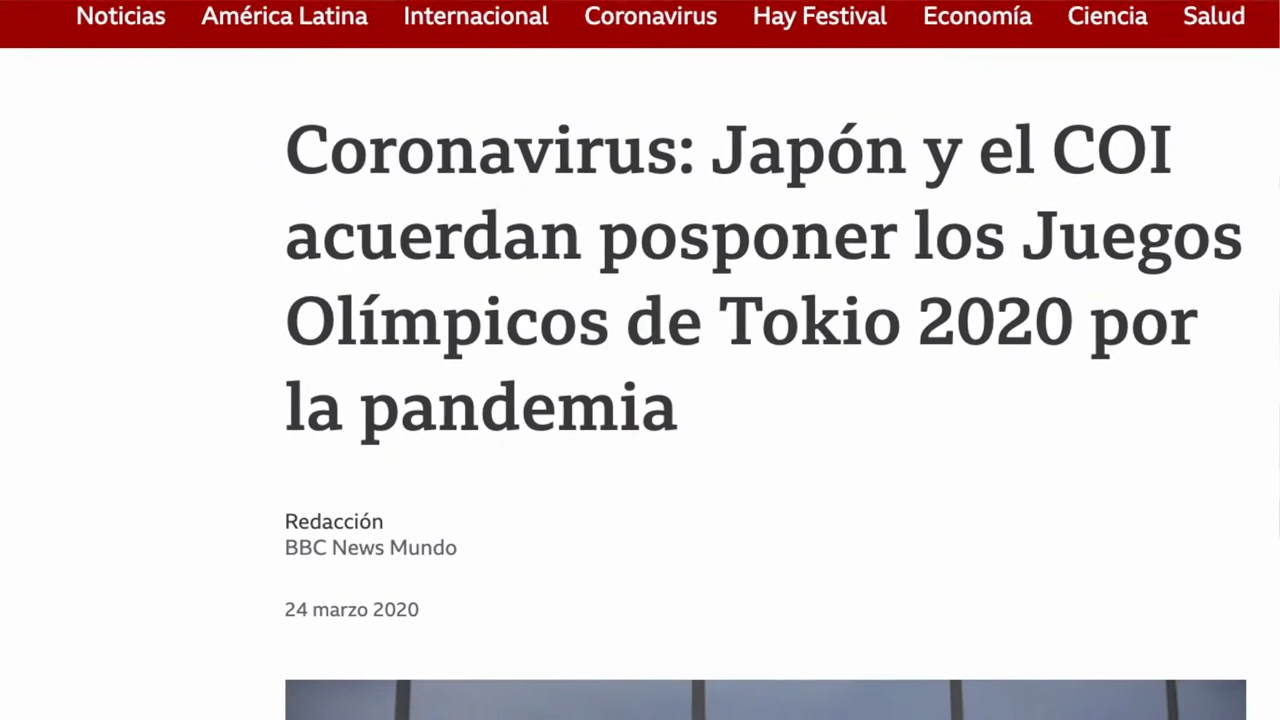 Noticias América Latina Internacional Coronavirus Hay Festival Economía Ciencia Salud
Coronavirus: Japón y el COI
acuerdan posponer los Juegos
Olímpicos de Tokio 2020 por
la pandemia
Redacción
BBC News Mundo
24 marzo 2020